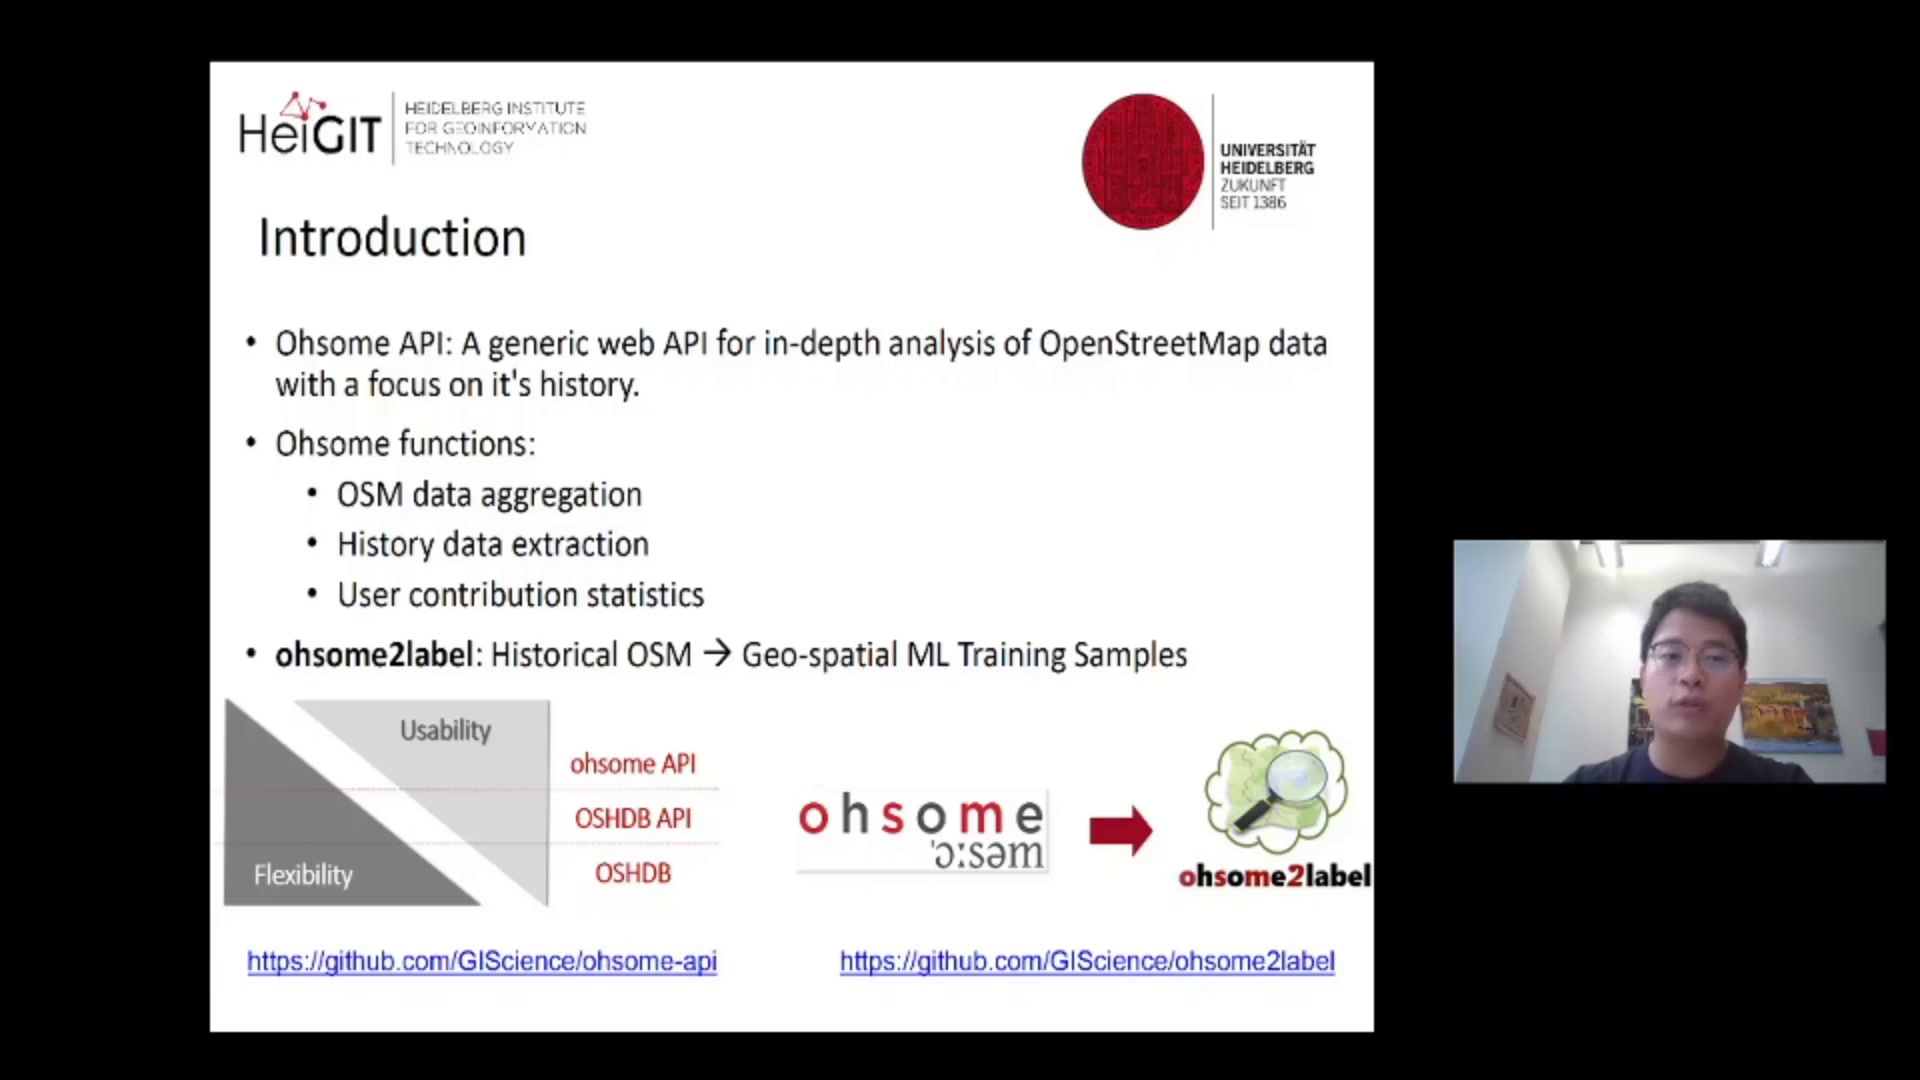 HeiGIT
HEIDELBERG INSTITUTE
FOR GEOINFORMATION
TECHNOLOGY
UNIVERSITÄT
HEIDELBERG
ZUKUNFT
SEIT 1386
Introduction
• Ohsome API: A generic web API for in-depth analysis of OpenStreetMap data
with a focus on it's history.
• Ohsome functions:
• OSM data aggregation
• History data extraction
• User contribution statistics
• ohsome2label: Historical OSM → Geo-spatial ML Training Samples
Usability
Flexibility
ohsome API
OSHDB API
OSHDB
ohsome
'ɔ:səm
ohsome2label
https://github.com/GIScience/ohsome-api
https://github.com/GIScience/ohsome2label